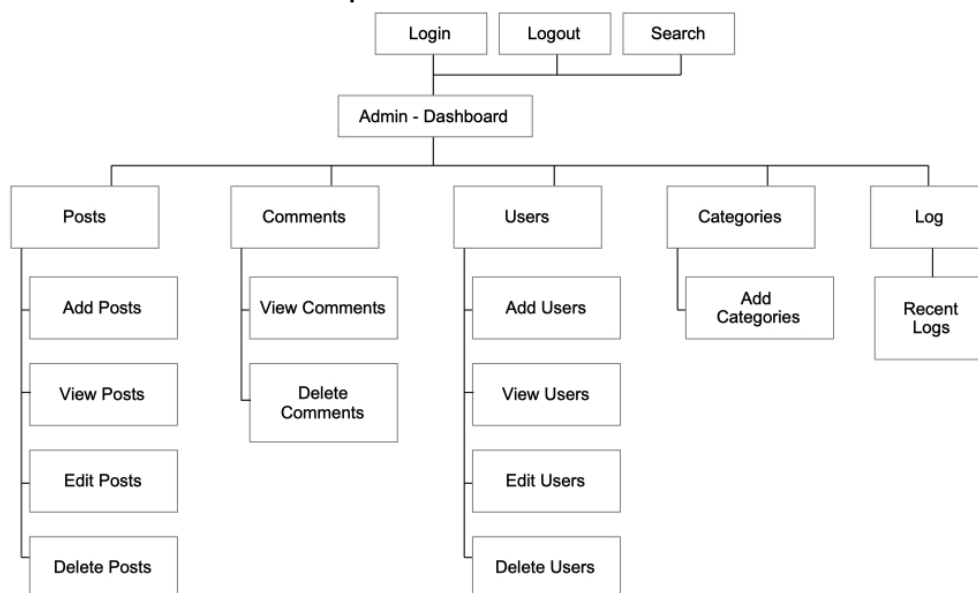 Login
Logout
Search
Admin - Dashboard
Posts
Comments
Users
Categories
Log
Add Posts
View Comments
Add Users
Add
Categories
Recent
Logs
View Posts
Delete
Comments
View Users
Edit Posts
Edit Users
Delete Posts
Delete Users